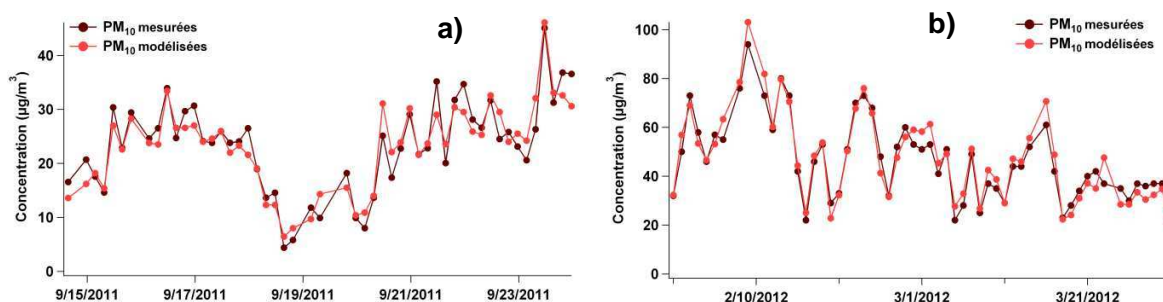 a)
PM10 mesurées
PM10 modélisées
Concentration (µg/m3)
40
30
20
10
0
9/15/2011
9/17/2011
9/19/2011
9/21/2011
9/23/2011
b)
PM10 mesurées
PM10 modélisées
Concentration (µg/m3)
100
80
60
40
20
0
2/10/2012
3/1/2012
3/21/2012